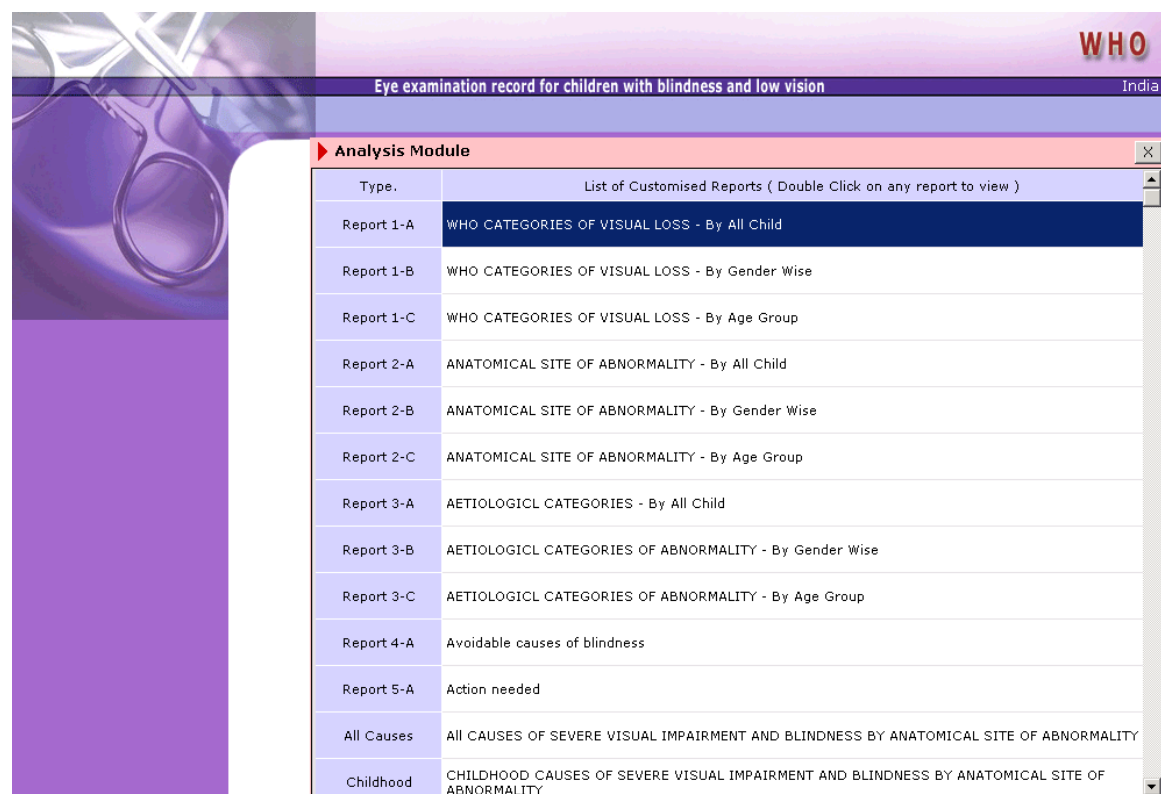 WHO
Eye examination record for children with blindness and low vision
India
Analysis Module
X
Type.
List of Customised Reports ( Double Click on any report to view )
Report 1-A
WHO CATEGORIES OF VISUAL LOSS - By All Child
Report 1-B
WHO CATEGORIES OF VISUAL LOSS - By Gender Wise
Report 1-C
WHO CATEGORIES OF VISUAL LOSS - By Age Group
Report 2-A
ANATOMICAL SITE OF ABNORMALITY - By All Child
Report 2-B
ANATOMICAL SITE OF ABNORMALITY - By Gender Wise
Report 2-C
ANATOMICAL SITE OF ABNORMALITY - By Age Group
Report 3-A
AETIOLOGICL CATEGORIES - By All Child
Report 3-B
AETIOLOGICL CATEGORIES OF ABNORMALITY - By Gender Wise
Report 3-C
AETIOLOGICL CATEGORIES OF ABNORMALITY - By Age Group
Report 4-A
Avoidable causes of blindness
Report 5-A
Action needed
All Causes
All CAUSES OF SEVERE VISUAL IMPAIRMENT AND BLINDNESS BY ANATOMICAL SITE OF ABNORMALITY
Childhood
CHILDHOOD CAUSES OF SEVERE VISUAL IMPAIRMENT AND BLINDNESS BY ANATOMICAL SITE OF
ABNORMALITY